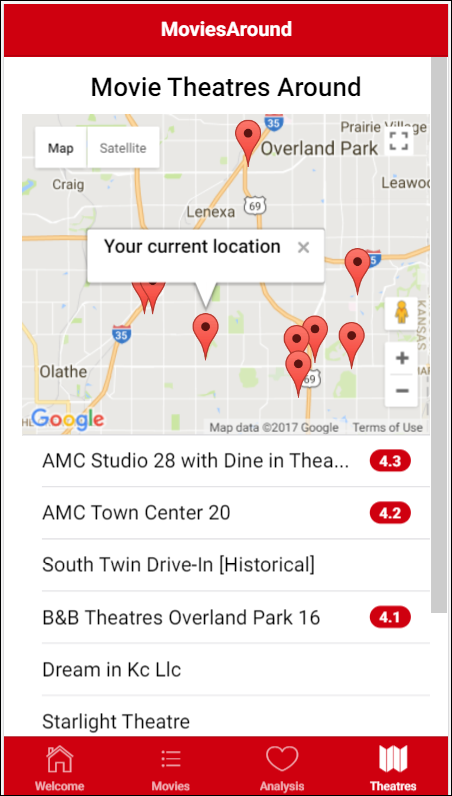 MoviesAround
Movie Theatres Around
Map
Satellite
35
Prairie Village
Overland Park
Craig
Leawo
Lenexa
69
Your current location ×
35
35
KANSAS
Olathe
69
+
−
Google
Map data ©2017 Google
Terms of Use
AMC Studio 28 with Dine in Thea... 4.3
AMC Town Center 20 4.2
South Twin Drive-In [Historical]
B&B Theatres Overland Park 16 4.1
Dream in Kc Llc
Starlight Theatre
Welcome
Movies
Analysis
Theatres